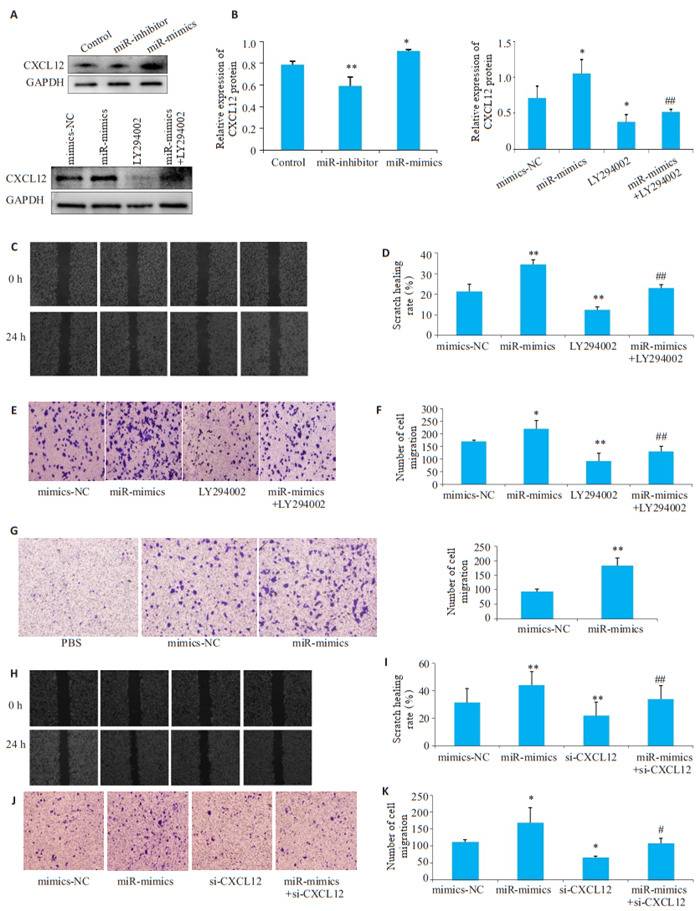 A
Control
miR-inhibitor
miR-mimics
CXCL12
GAPDH
mimics-NC
miR-mimics
LY294002
miR-mimics
+LY294002
CXCL12
GAPDH
B
Relative expression of
CXCL12 protein
1.0
0.8
0.6
0.4
0.2
0
**
*
Control
miR-inhibitor
miR-mimics
Relative expression of
CXCL12 protein
1.5
1.0
0.5
0
*
*
##
mimics-NC
miR-mimics
LY294002
miR-mimics
+LY294002
C
0 h
24 h
D
Scratch healing
rate (%)
40
30
20
10
0
**
**
##
mimics-NC
miR-mimics
LY294002
miR-mimics
+LY294002
E
mimics-NC
miR-mimics
LY294002
miR-mimics
+LY294002
F
Number of cell
migration
300
250
200
150
100
50
0
*
**
##
mimics-NC
miR-mimics
LY294002
miR-mimics
+LY294002
G
PBS
mimics-NC
miR-mimics
Number of cell
migration
250
200
150
100
50
0
**
mimics-NC
miR-mimics
H
0 h
24 h
I
Scratch healing
rate (%)
60
40
20
0
**
**
##
mimics-NC
miR-mimics
si-CXCL12
miR-mimics
+si-CXCL12
J
mimics-NC
miR-mimics
si-CXCL12
miR-mimics
+si-CXCL12
K
Number of cell
migration
250
200
150
100
50
0
*
*
#
mimics-NC
miR-mimics
si-CXCL12
miR-mimics
+si-CXCL12